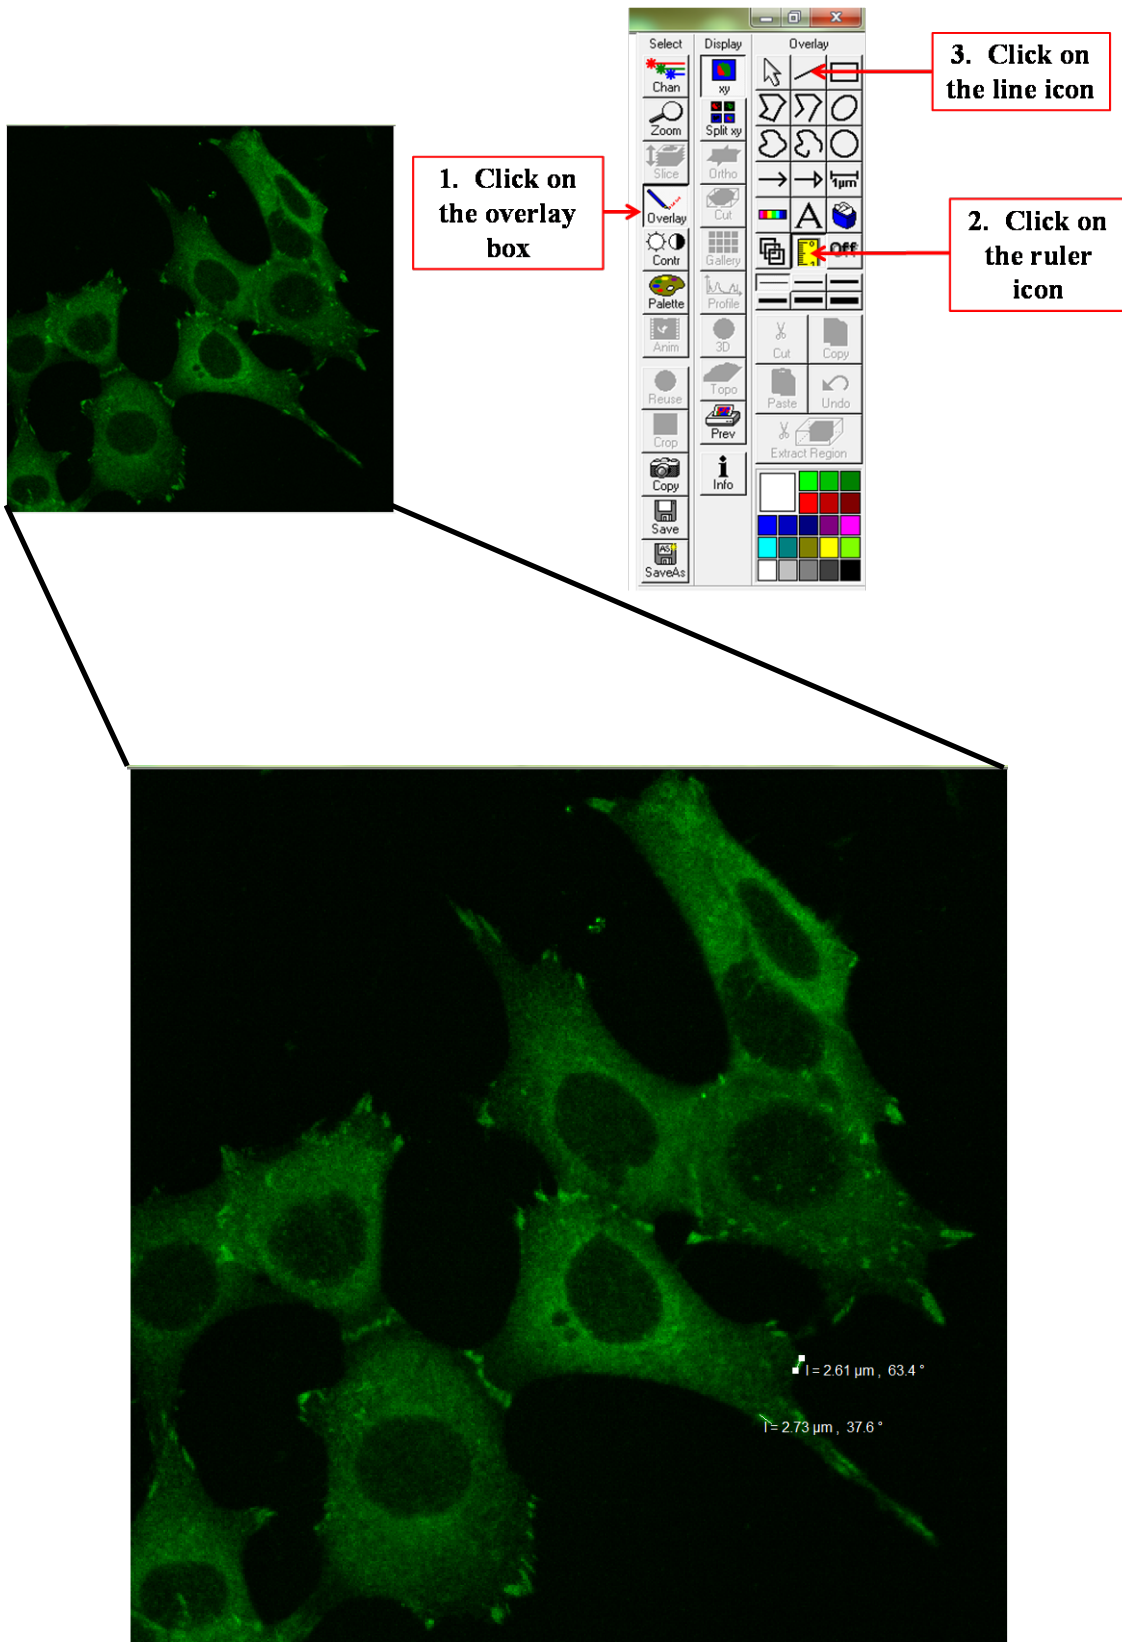 Select
Display
Overlay
Chan
xy
Zoom
Split xy
Slice
Ortho
1µm
Overlay
Cut
A
Contr
Gallery
Off
Palette
Profile
Anim
3D
Cut
Copy
Reuse
Topo
Paste
Undo
Crop
Prev
Extract Region
Copy
Info
Save
AS
SaveAs
1. Click on
the overlay
box
2. Click on
the ruler
icon
3. Click on
the line icon
l = 2.61 µm , 63.4 °
l = 2.73 µm , 37.6 °